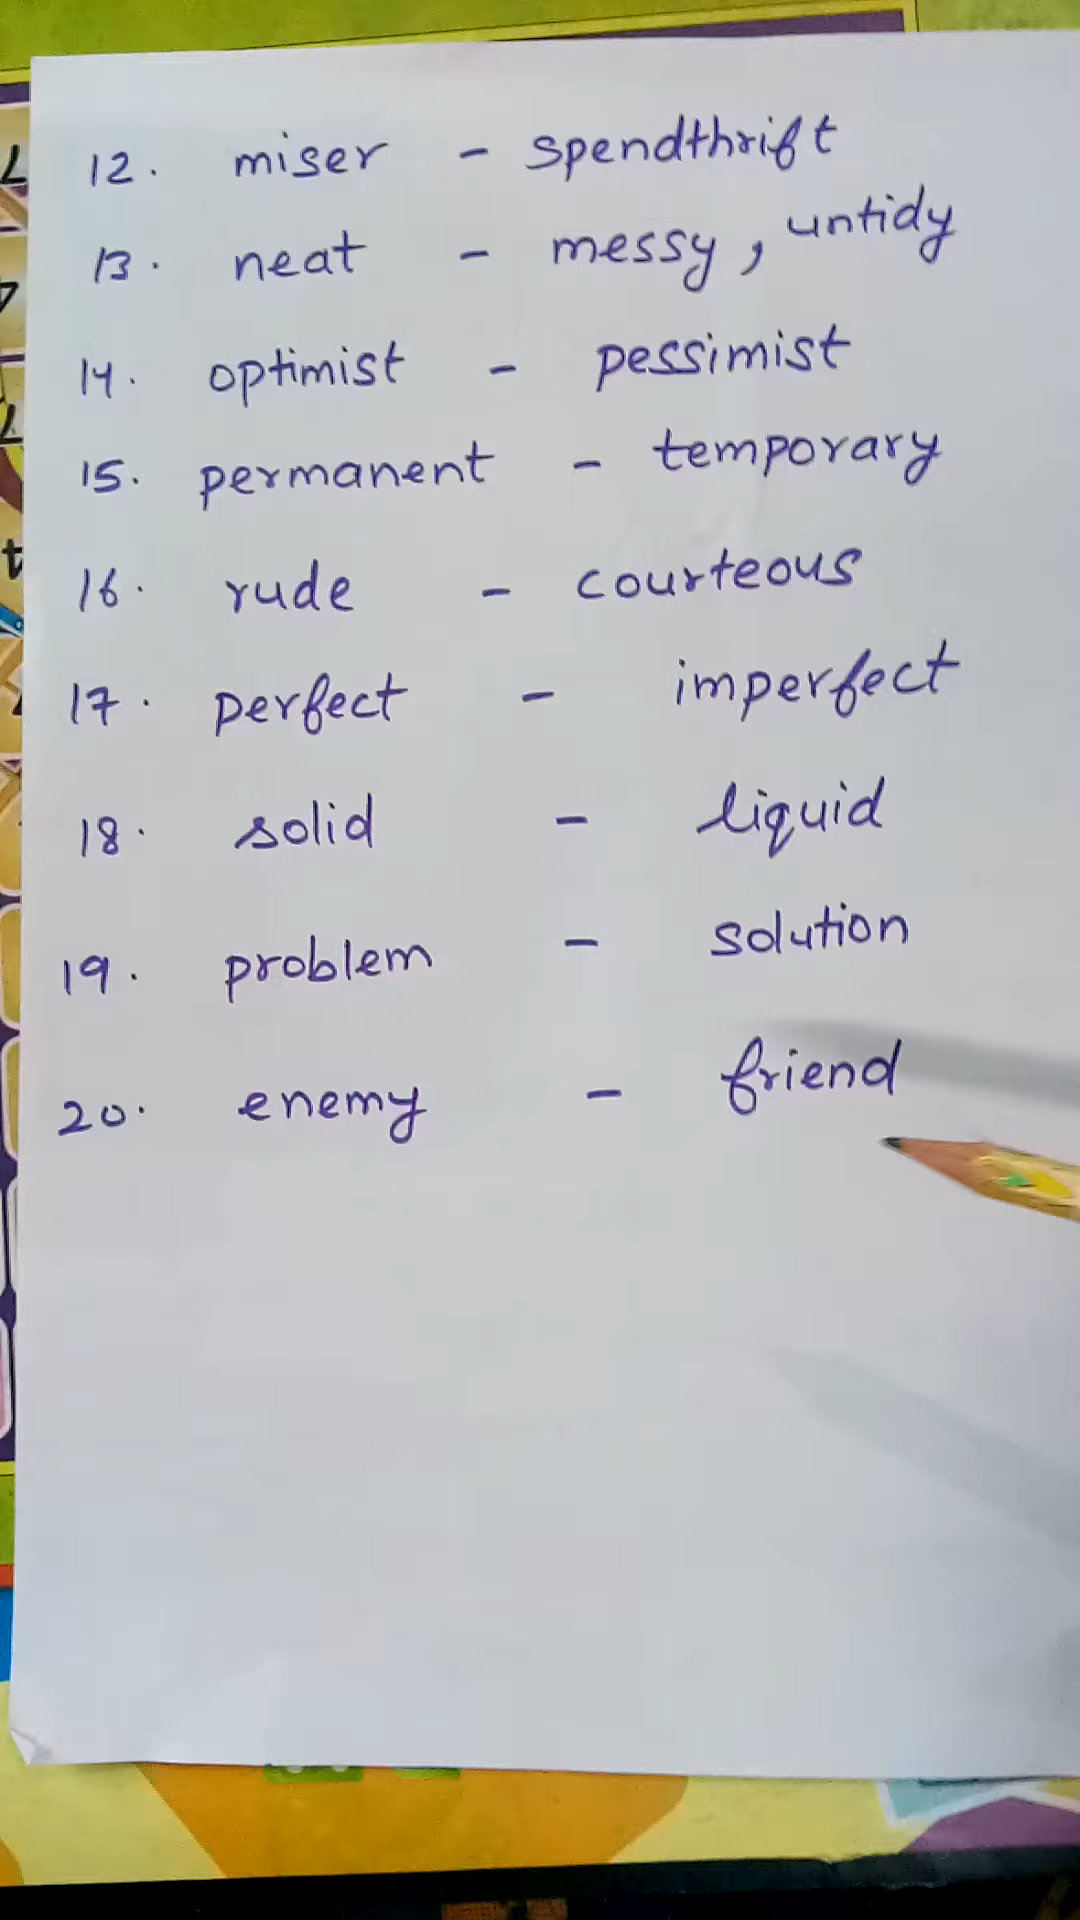 12. miser - spendthrift
13. neat - messy, untidy
14. optimist - pessimist
15. permanent - temporary
16. rude - courteous
17. perfect - imperfect
18. solid - liquid
19. problem - solution
20. enemy - friend